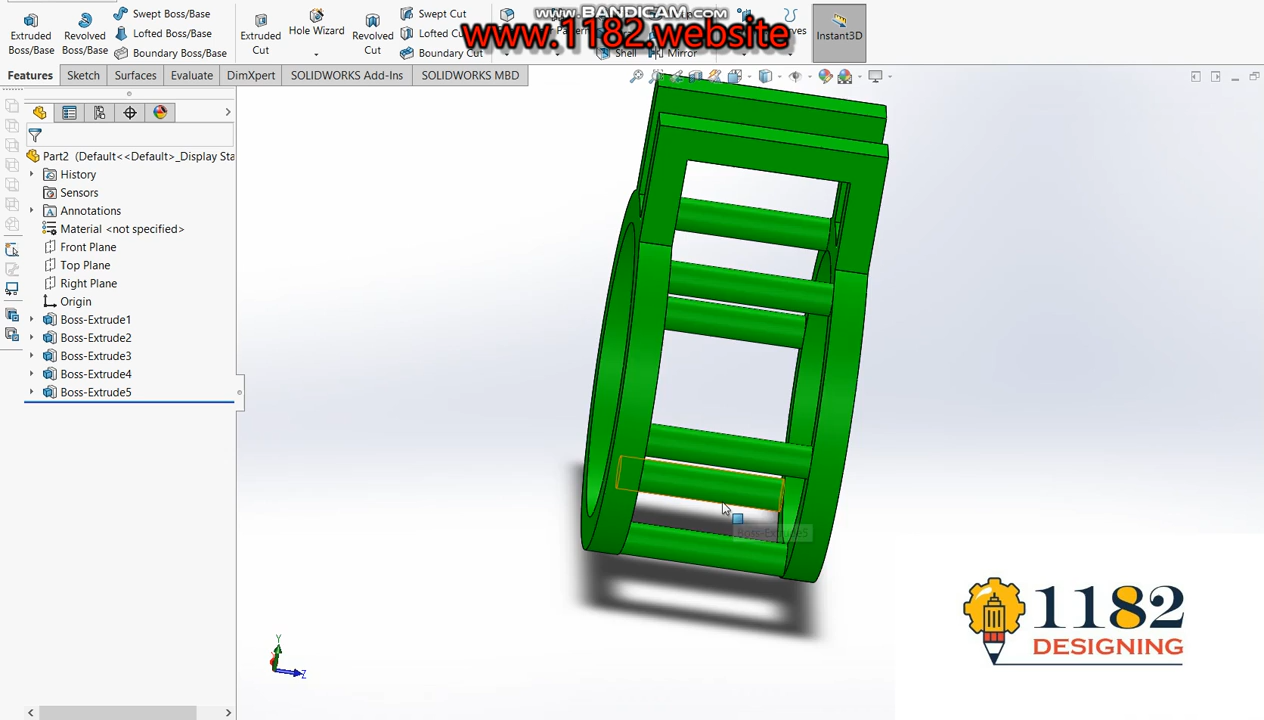 www.BANDICAM.com
www.1182.website
Extruded Boss/Base
Revolved Boss/Base
Swept Boss/Base
Lofted Boss/Base
Boundary Boss/Base
Extruded Cut
Hole Wizard
Revolved Cut
Swept Cut
Lofted Cut
Boundary Cut
Shell
Mirror
Instant3D
Features
Sketch
Surfaces
Evaluate
DimXpert
SOLIDWORKS Add-Ins
SOLIDWORKS MBD
Part2 (Default<<Default>_Display Sta
History
Sensors
Annotations
Material <not specified>
Front Plane
Top Plane
Right Plane
Origin
Boss-Extrude1
Boss-Extrude2
Boss-Extrude3
Boss-Extrude4
Boss-Extrude5
Boss-Extrude5
Y
Z
1182
DESIGNING